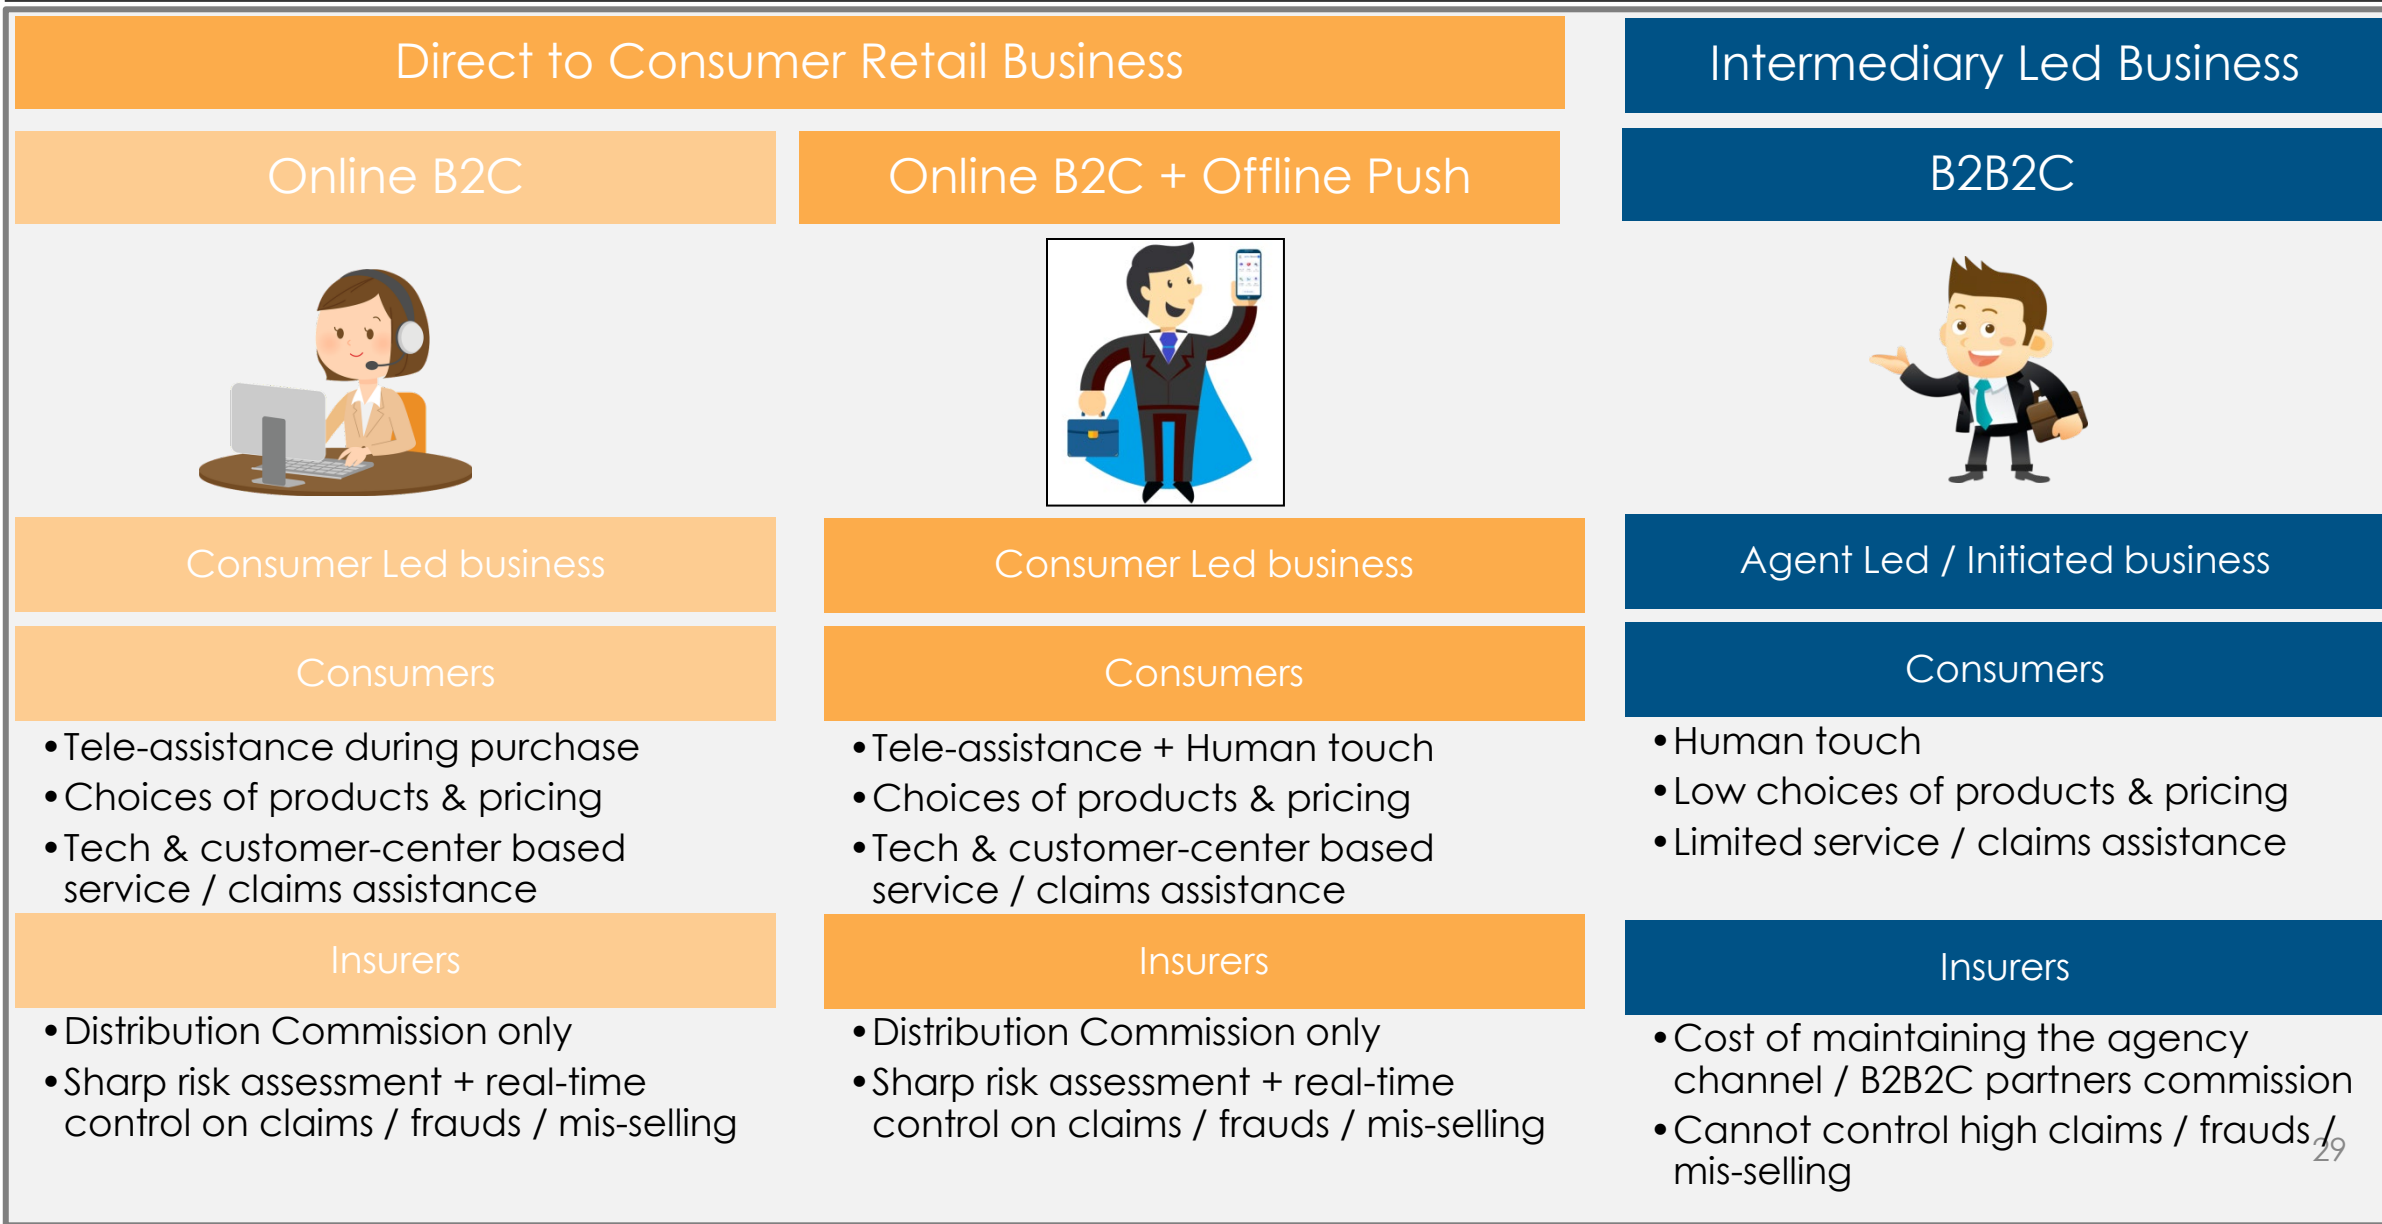 Direct to Consumer Retail Business
Intermediary Led Business
Online B2C
Online B2C + Offline Push
B2B2C
Consumer Led business
Consumer Led business
Agent Led / Initiated business
Consumers
•Tele-assistance during purchase
•Choices of products & pricing
•Tech & customer-center based
service / claims assistance
Consumers
•Tele-assistance + Human touch
•Choices of products & pricing
•Tech & customer-center based
service / claims assistance
Consumers
•Human touch
•Low choices of products & pricing
•Limited service / claims assistance
Insurers
•Distribution Commission only
•Sharp risk assessment + real-time
control on claims / frauds / mis-selling
Insurers
•Distribution Commission only
•Sharp risk assessment + real-time
control on claims / frauds / mis-selling
Insurers
•Cost of maintaining the agency
channel / B2B2C partners commission
•Cannot control high claims / frauds /
mis-selling
29